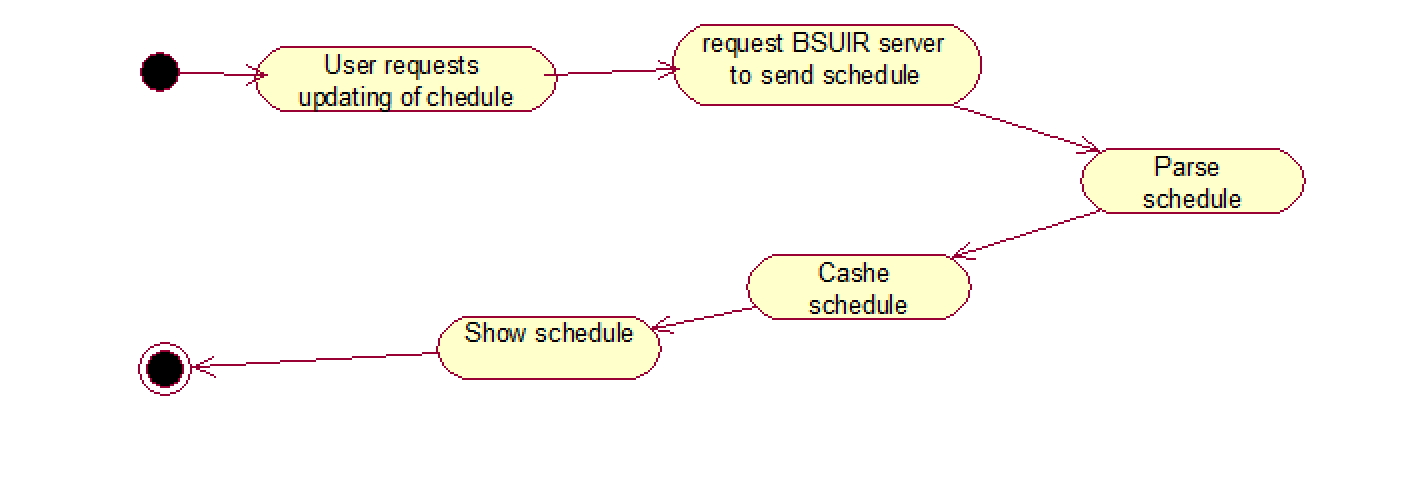 User requests
updating of chedule
request BSUIR server
to send schedule
Parse
schedule
Cashe
schedule
Show schedule